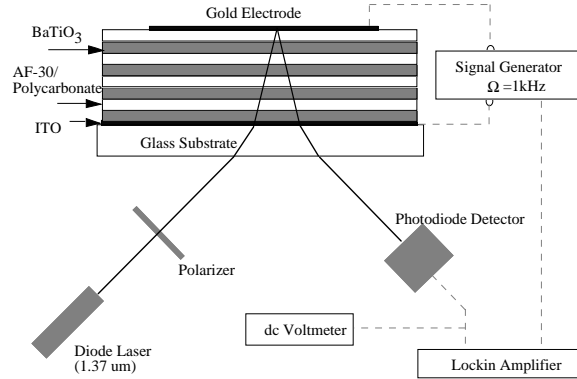 Gold Electrode
BaTiO3
AF-30/
Polycarbonate
ITO
Glass Substrate
Signal Generator
Ω =1kHz
Photodiode Detector
Polarizer
dc Voltmeter
Diode Laser
(1.37 um)
Lockin Amplifier